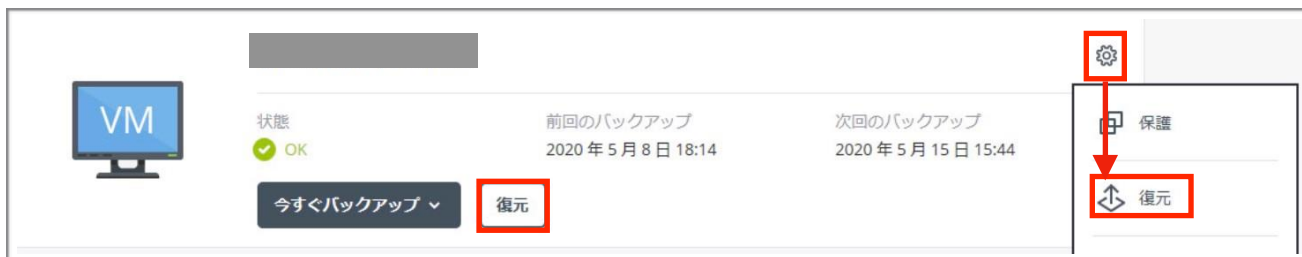 VM
状態
OK
前回のバックアップ
2020 年 5 月 8 日 18:14
次回のバックアップ
2020 年 5 月 15 日 15:44
今すぐバックアップ
復元
保護
復元